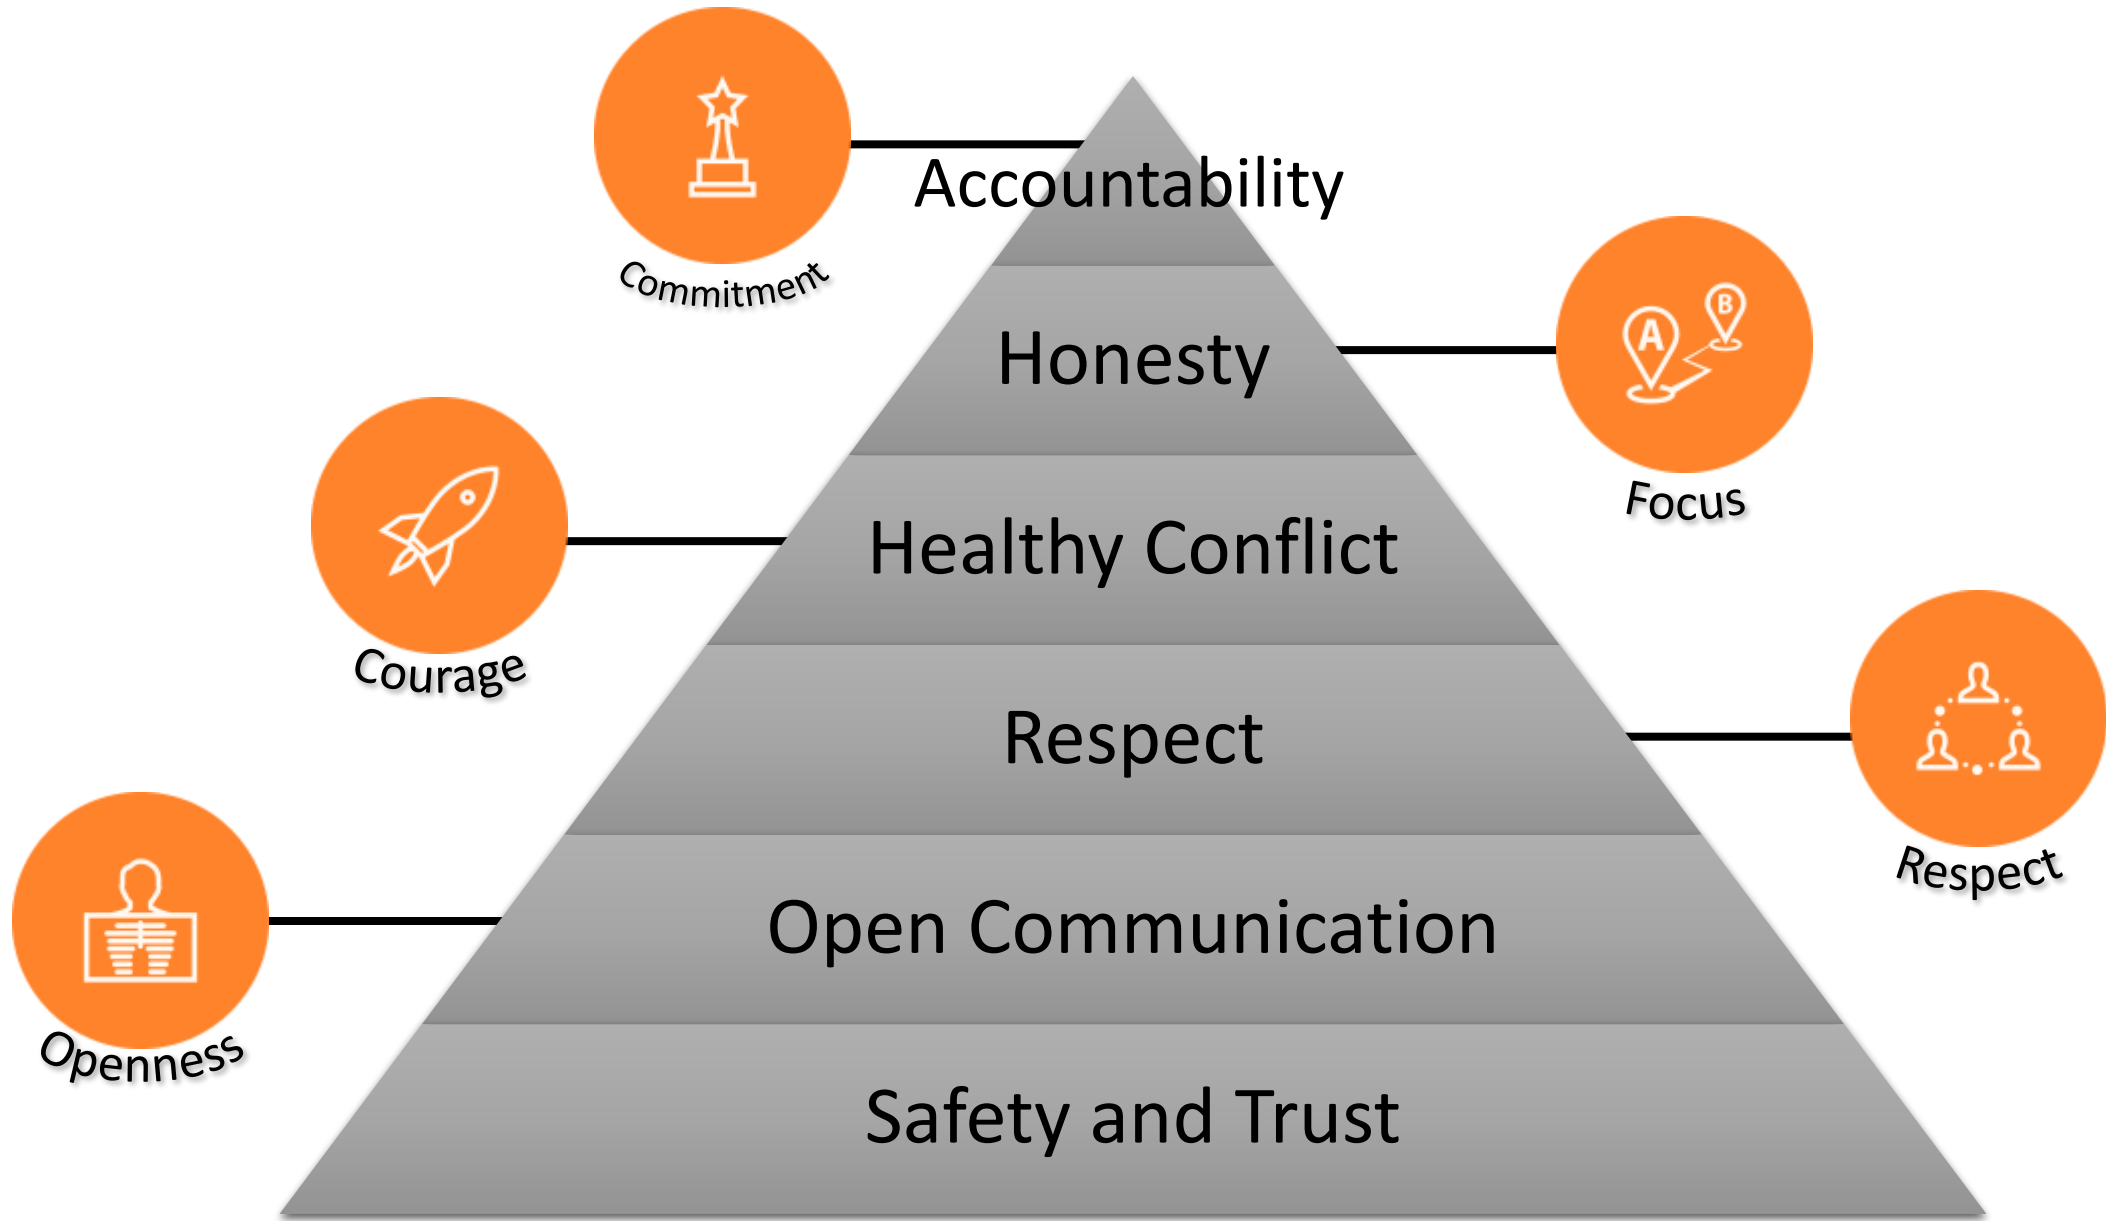 Accountability
Commitment
B
A
Honesty
Focus
Healthy Conflict
Courage
Respect
Respect
Open Communication
Openness
Safety and Trust